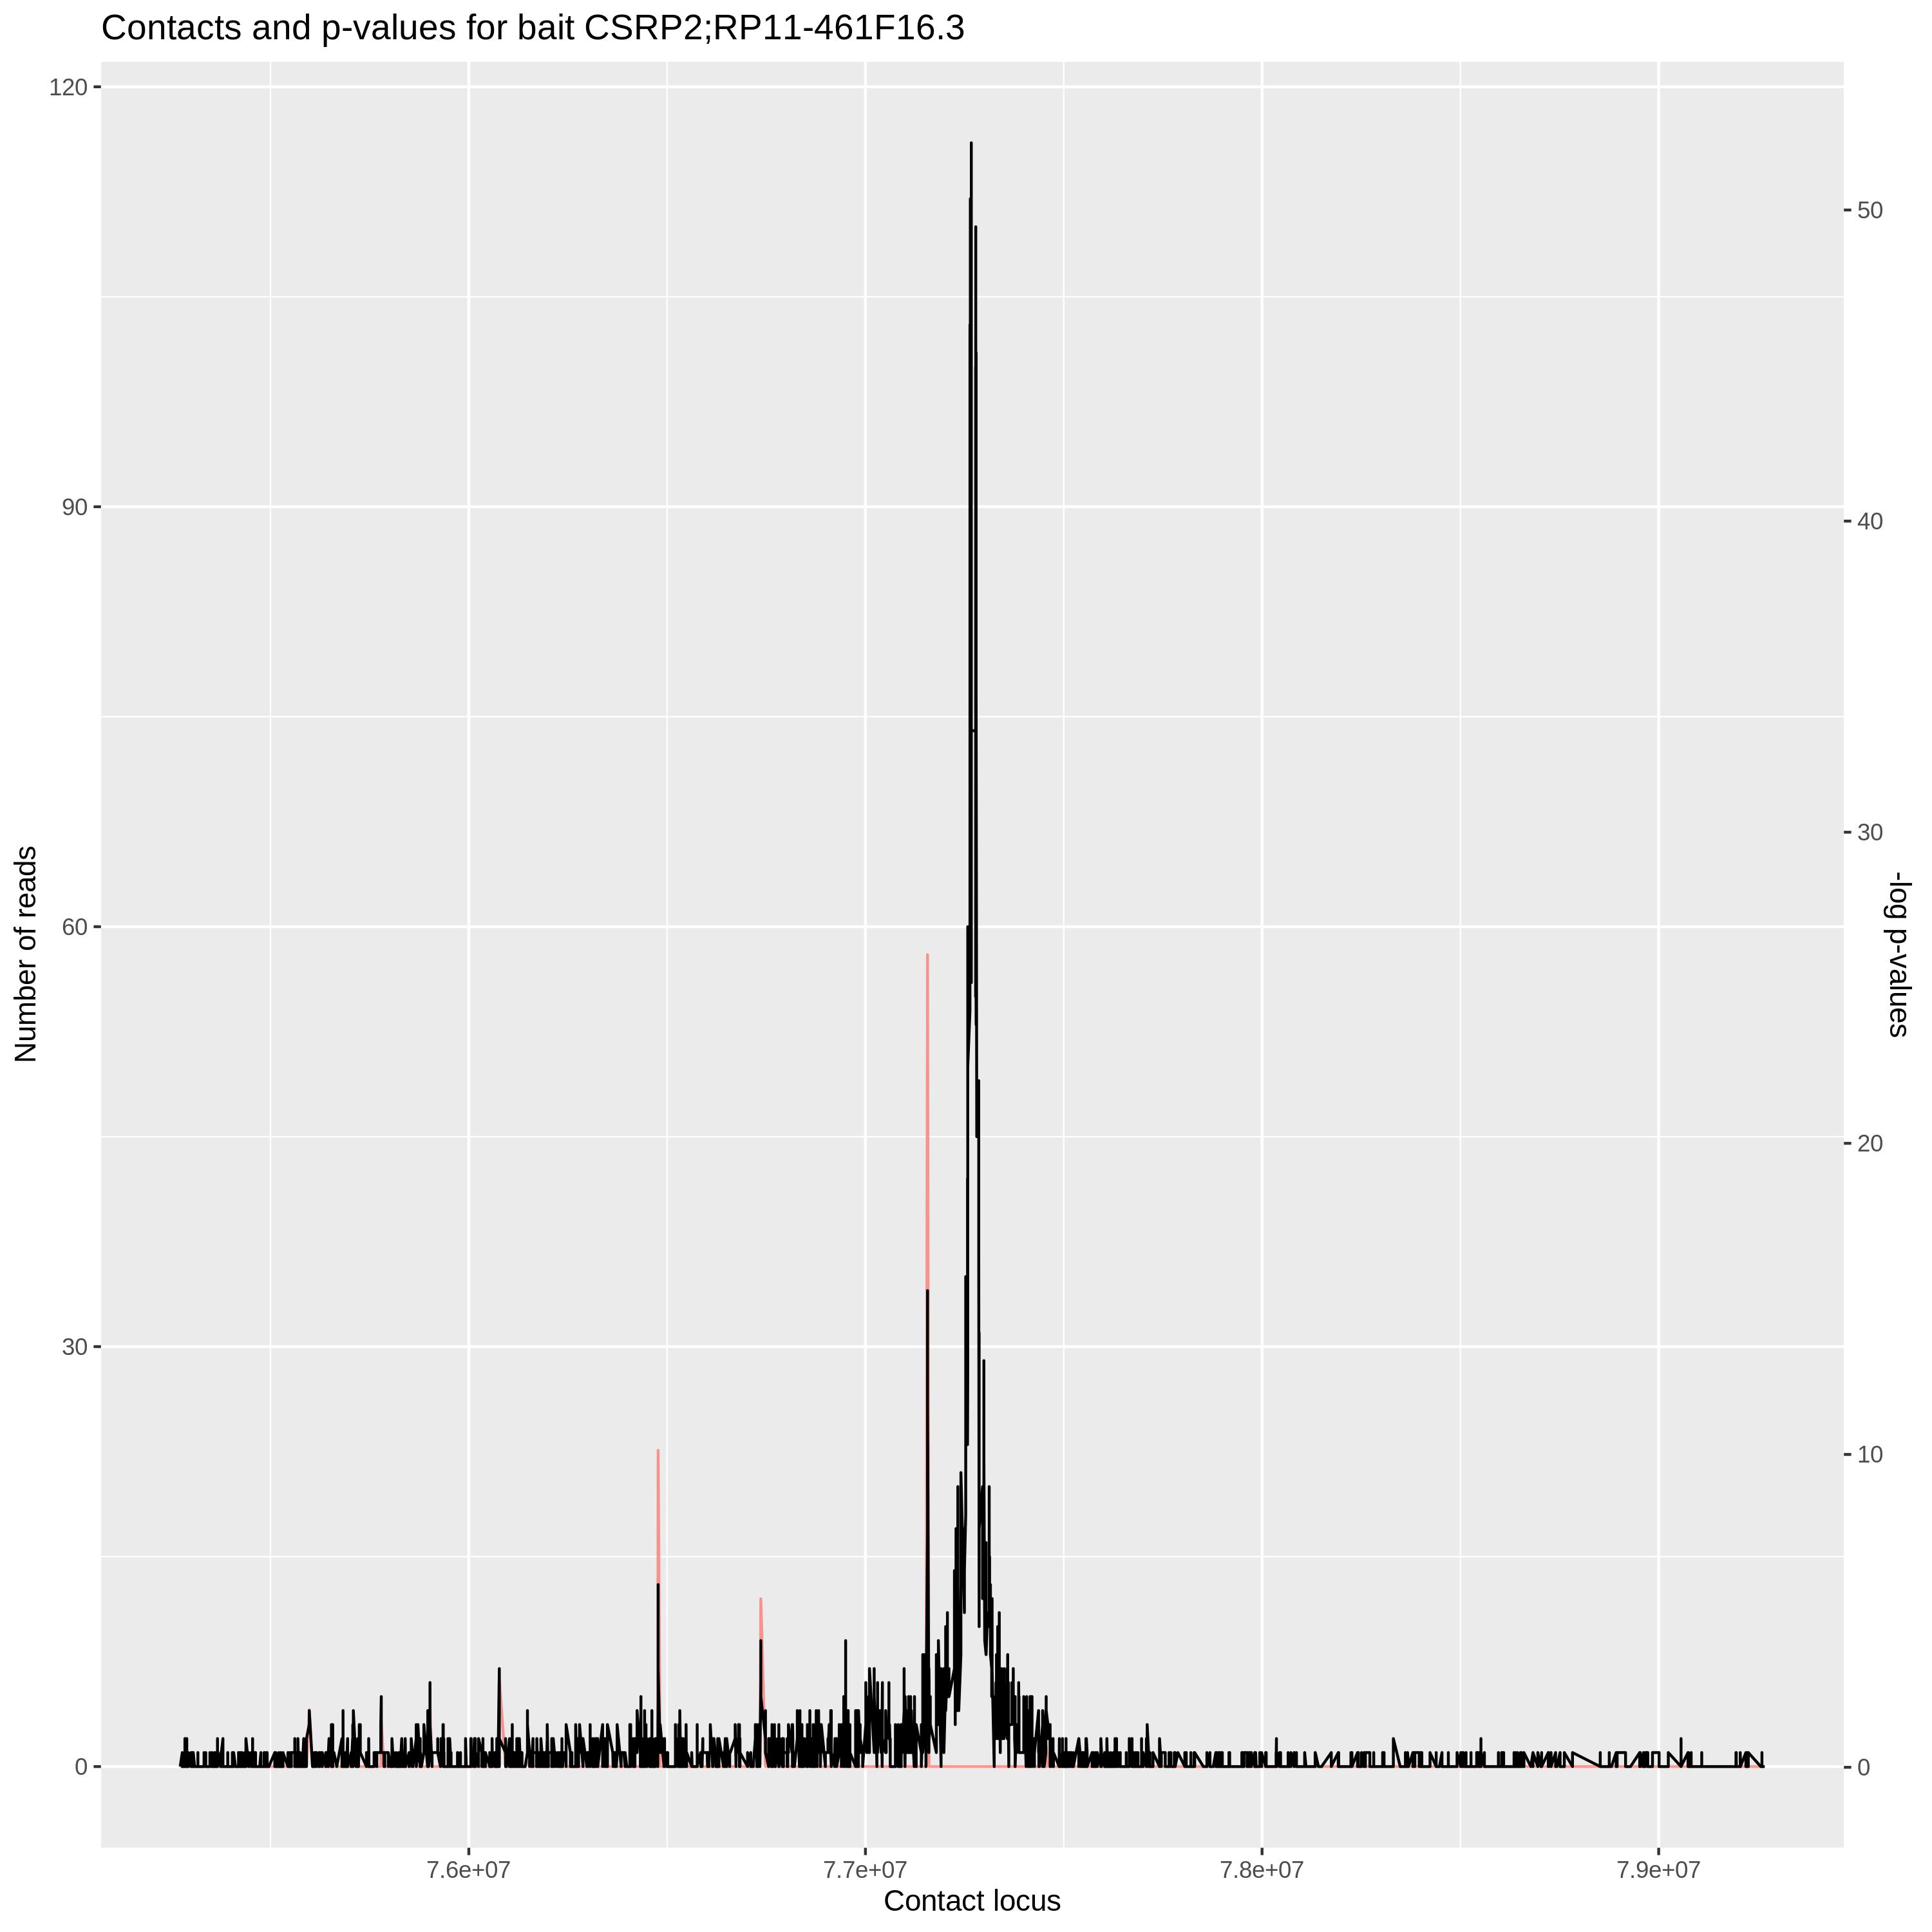 Contacts and p-values for bait CSRP2;RP11-461F16.3
120
90
60
30
0
50
40
30
20
10
0
Number of reads
-log p-values
7.6e+07
7.7e+07
7.8e+07
7.9e+07
Contact locus